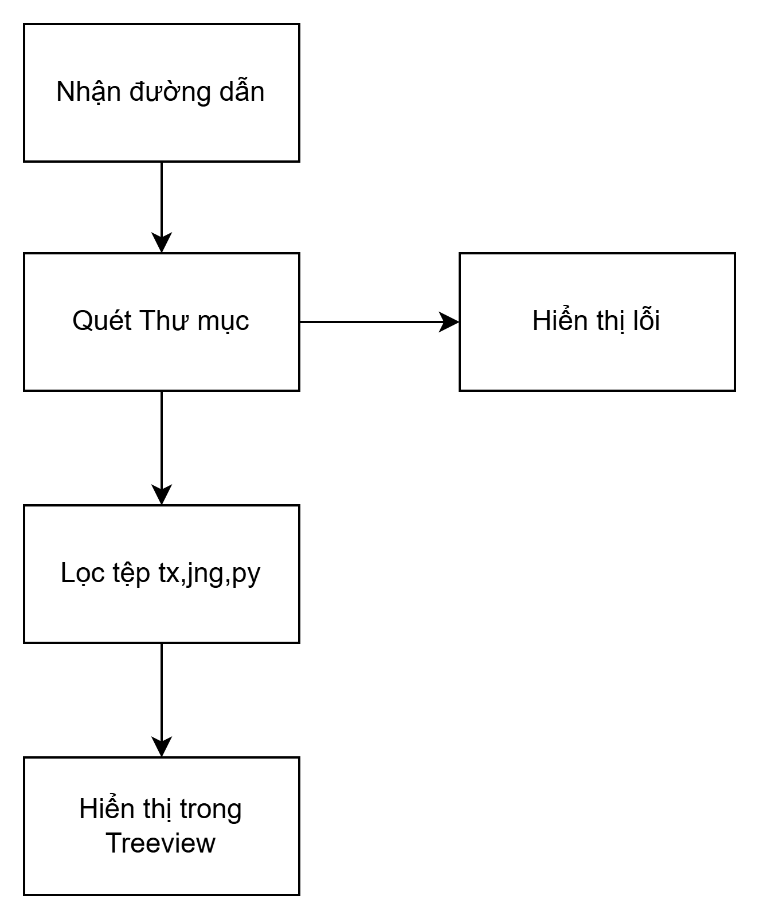 Nhận đường dẫn
Quét Thư mục
Hiển thị lỗi
Lọc tệp tx,jng,py
Hiển thị trong
Treeview